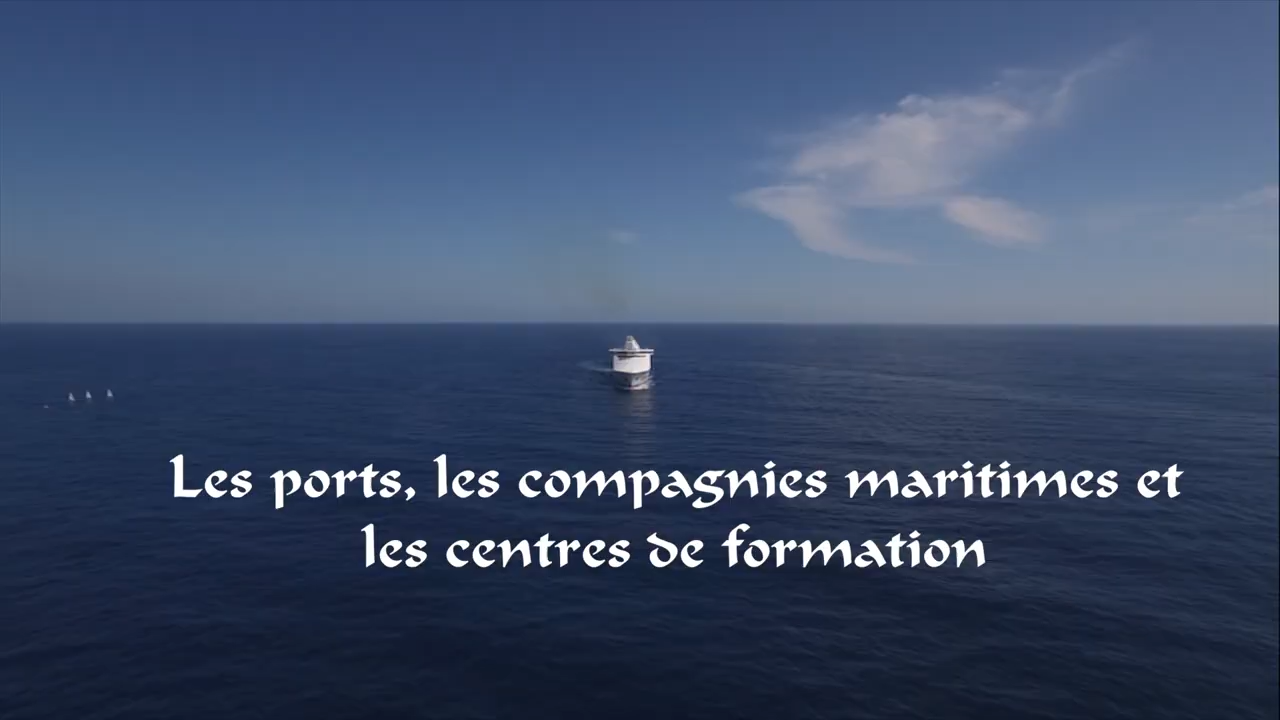 Les ports, les compagnies maritimes et
les centres de formation